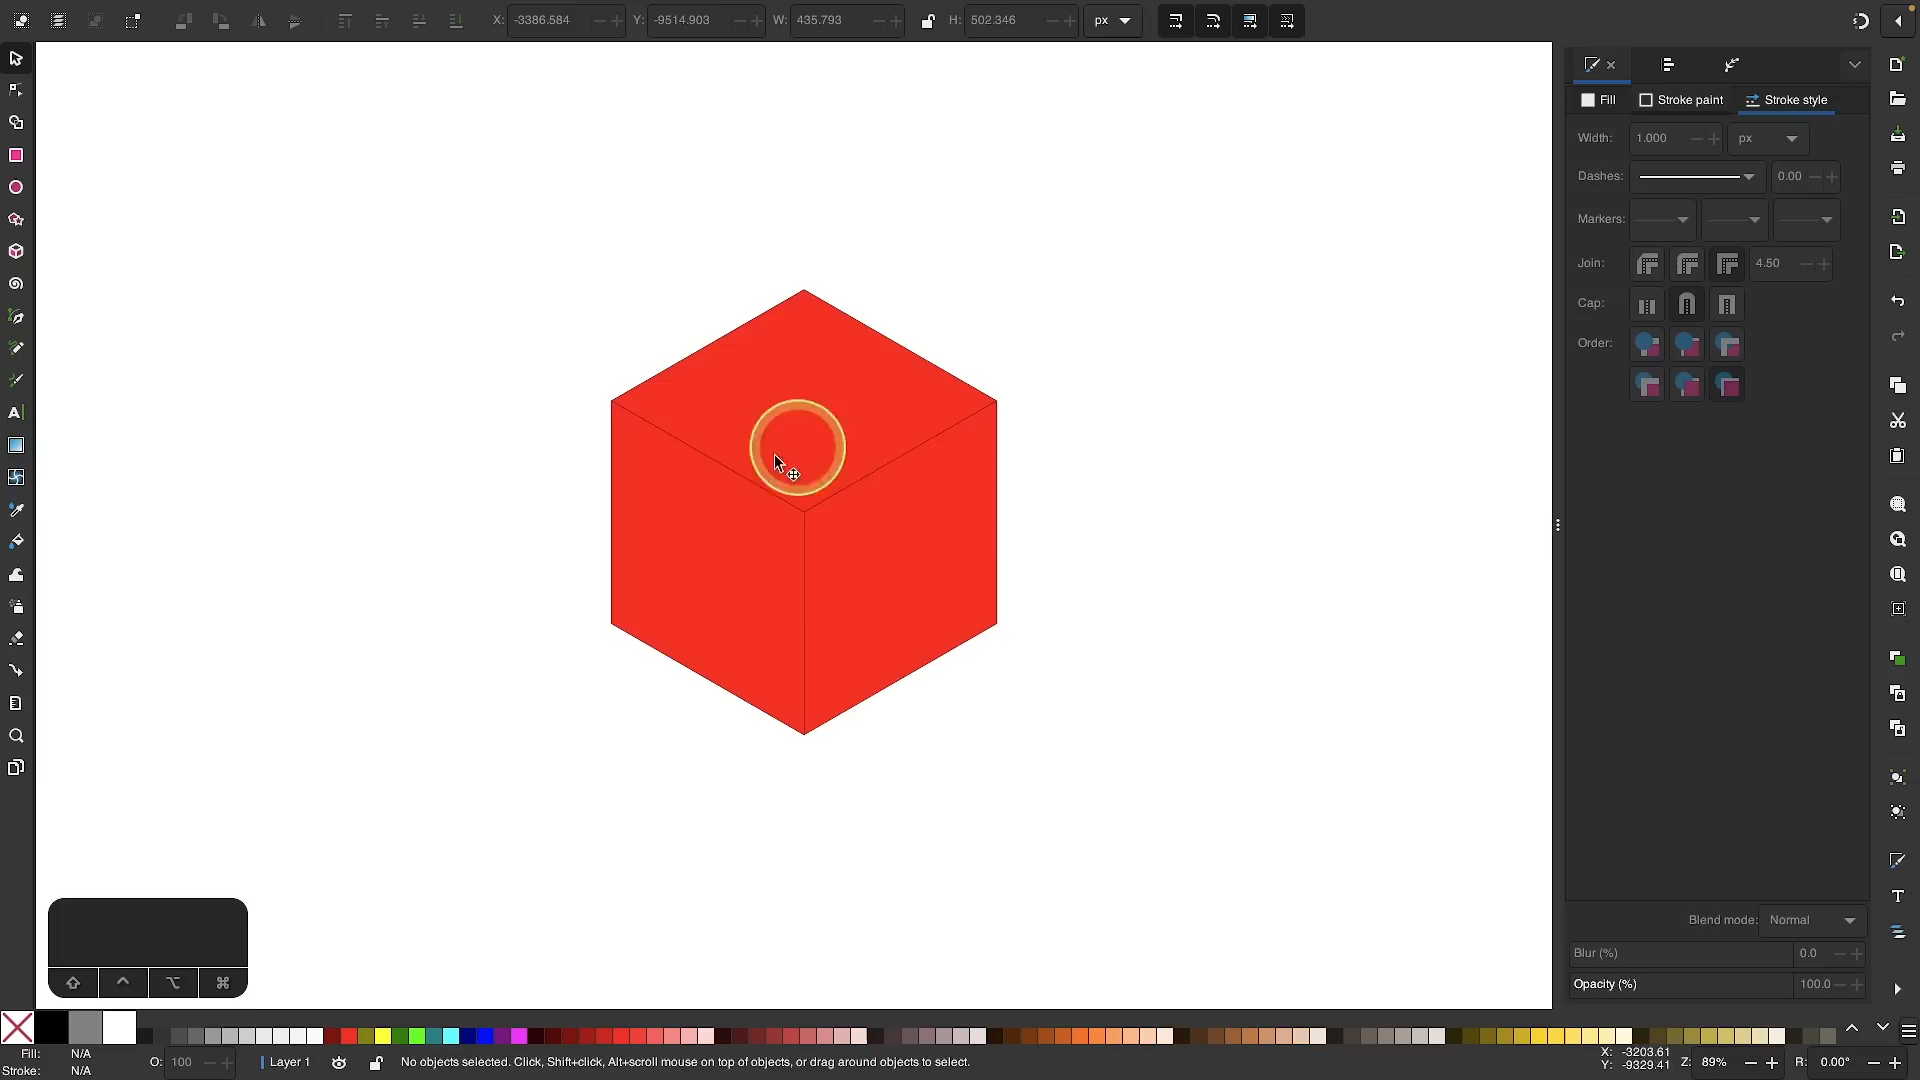 X: -3386.584 Y: -9514.903 W: 435.793 H: 502.346 px
Fill Stroke paint Stroke style
Width: 1.000 px
Dashes: 0.00
Markers:
Join: 4.50
Cap:
Order:
Blend mode: Normal
Blur (%) 0.0
Opacity (%) 100.0
Fill: N/A
Stroke: N/A
O: 100
Layer 1
No objects selected. Click, Shift+click, Alt+scroll mouse on top of objects, or drag around objects to select.
X: -3203.61
Y: -9329.41
Z: 89%
R: 0.00°